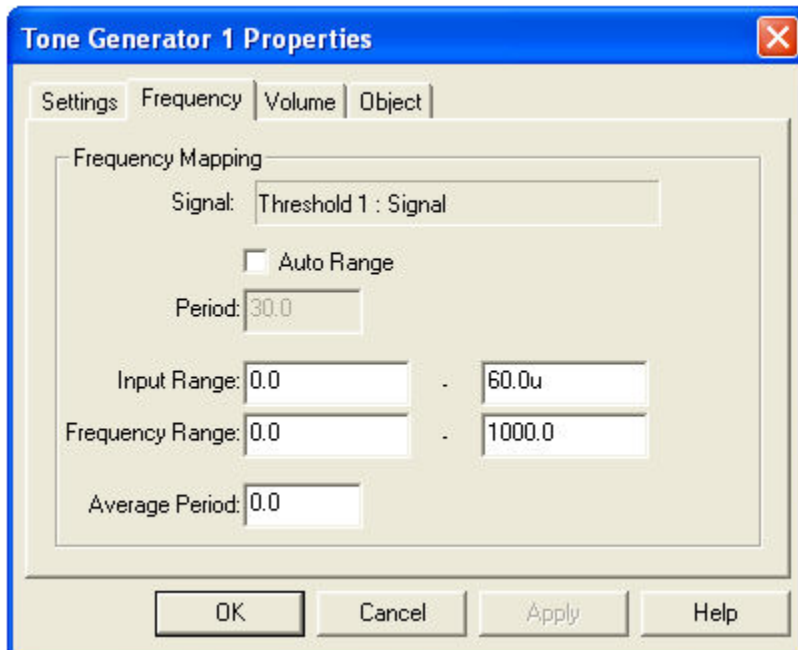 Tone Generator 1 Properties
Settings Frequency Volume Object
Frequency Mapping
Signal: Threshold 1 : Signal
Auto Range
Period: 30.0
Input Range: 0.0 - 60.0u
Frequency Range: 0.0 - 1000.0
Average Period: 0.0
OK Cancel Apply Help